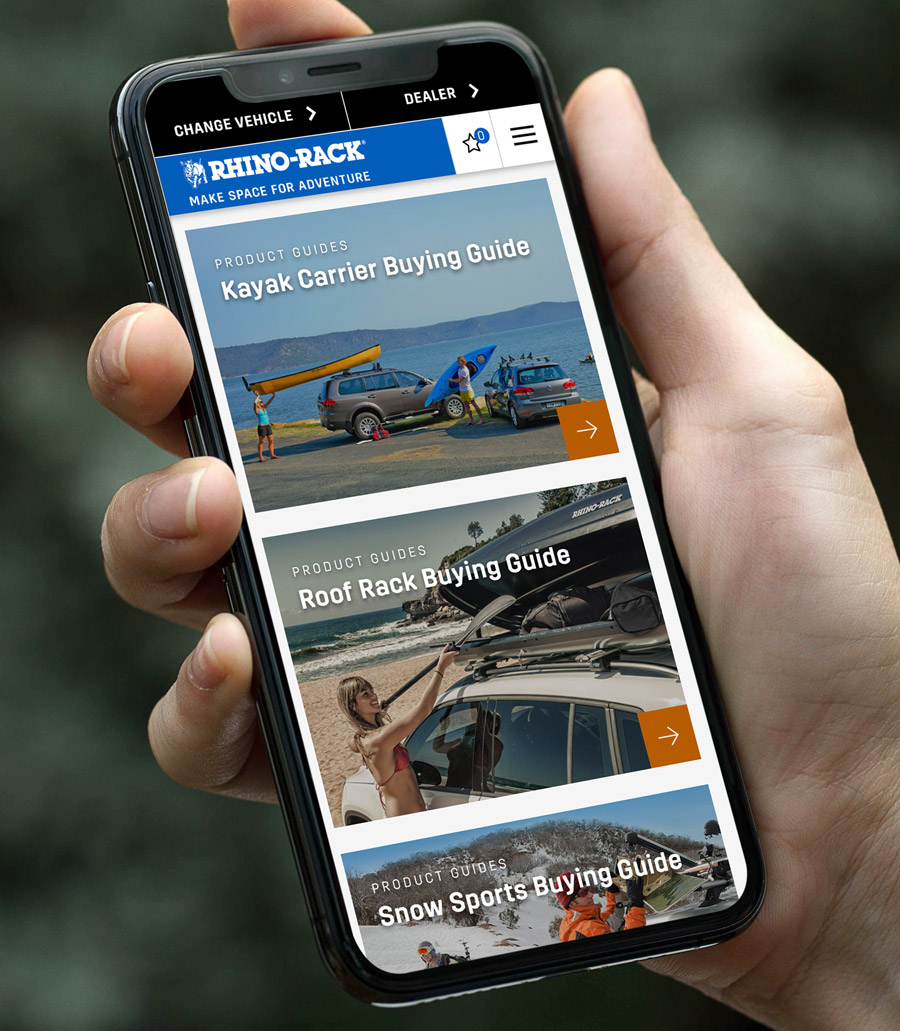 CHANGE VEHICLE
DEALER
RHINO-RACK®
MAKE SPACE FOR ADVENTURE
0
PRODUCT GUIDES
Kayak Carrier Buying Guide
RHINO-RACK
PRODUCT GUIDES
Roof Rack Buying Guide
PRODUCT GUIDES
Snow Sports Buying Guide